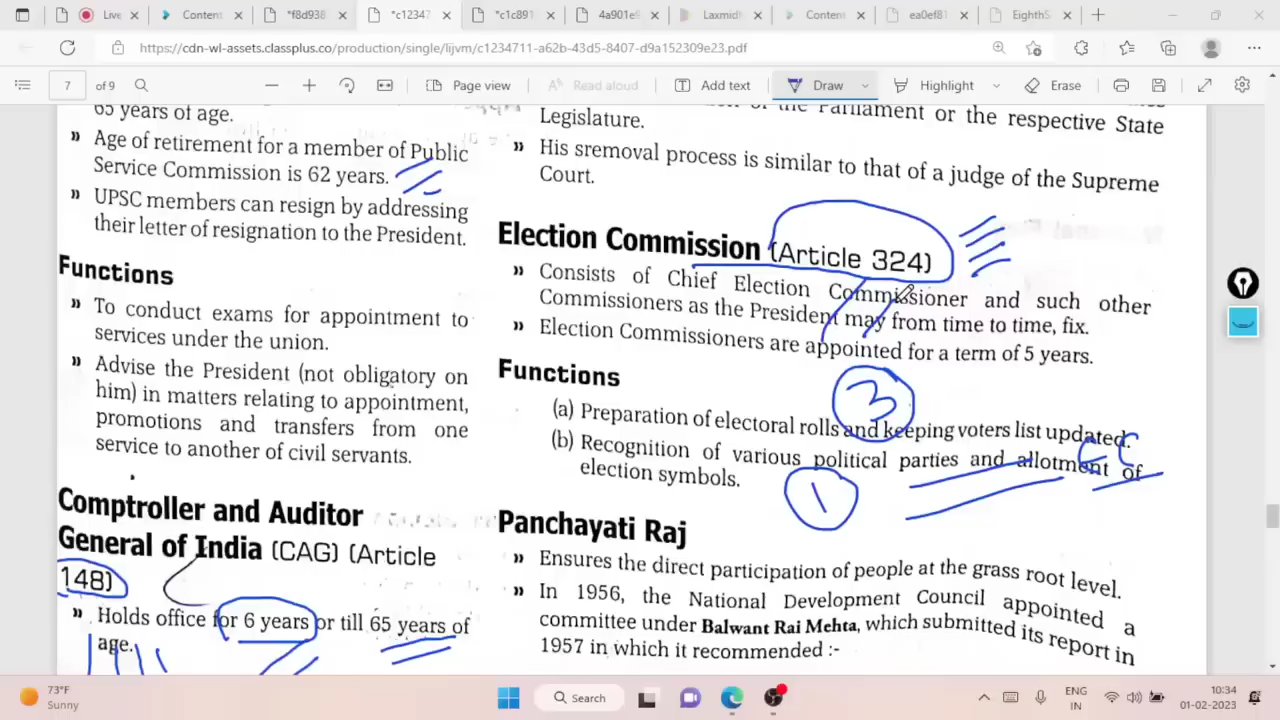 Live
Content
*f8d938
*c12347
*c1c891
4a901e8
Laxmidh
Content
ea0ef81
EighthS
https://cdn-wl-assets.classplus.co/production/single/lijvm/c1234711-a62b-43d5-8407-d9a152309e23.pdf
7 of 9
Page view
Read aloud
Add text
Draw
Highlight
Erase
65 years of age.
» Age of retirement for a member of Public
Service Commission is 62 years.
» UPSC members can resign by addressing
their letter of resignation to the President.
Functions
» To conduct exams for appointment to
services under the union.
» Advise the President (not obligatory on
him) in matters relating to appointment,
promotions and transfers from one
service to another of civil servants.
Comptroller and Auditor
General of India (CAG) (Article
148)
» Holds office for 6 years or till 65 years of
age.
of the Parliament or the respective State
Legislature.
» His sremoval process is similar to that of a judge of the Supreme
Court.
Election Commission (Article 324)
» Consists of Chief Election Commissioner and such other
Commissioners as the President may from time to time, fix.
» Election Commissioners are appointed for a term of 5 years.
3
Functions
(a) Preparation of electoral rolls and keeping voters list updated.
EC
(b) Recognition of various political parties and allotment of
election symbols.
1
Panchayati Raj
» Ensures the direct participation of people at the grass root level.
» In 1956, the National Development Council appointed a
committee under Balwant Rai Mehta, which submitted its report in
1957 in which it recommended :-
73°F
Sunny
Search
ENG
IN
10:34
01-02-2023